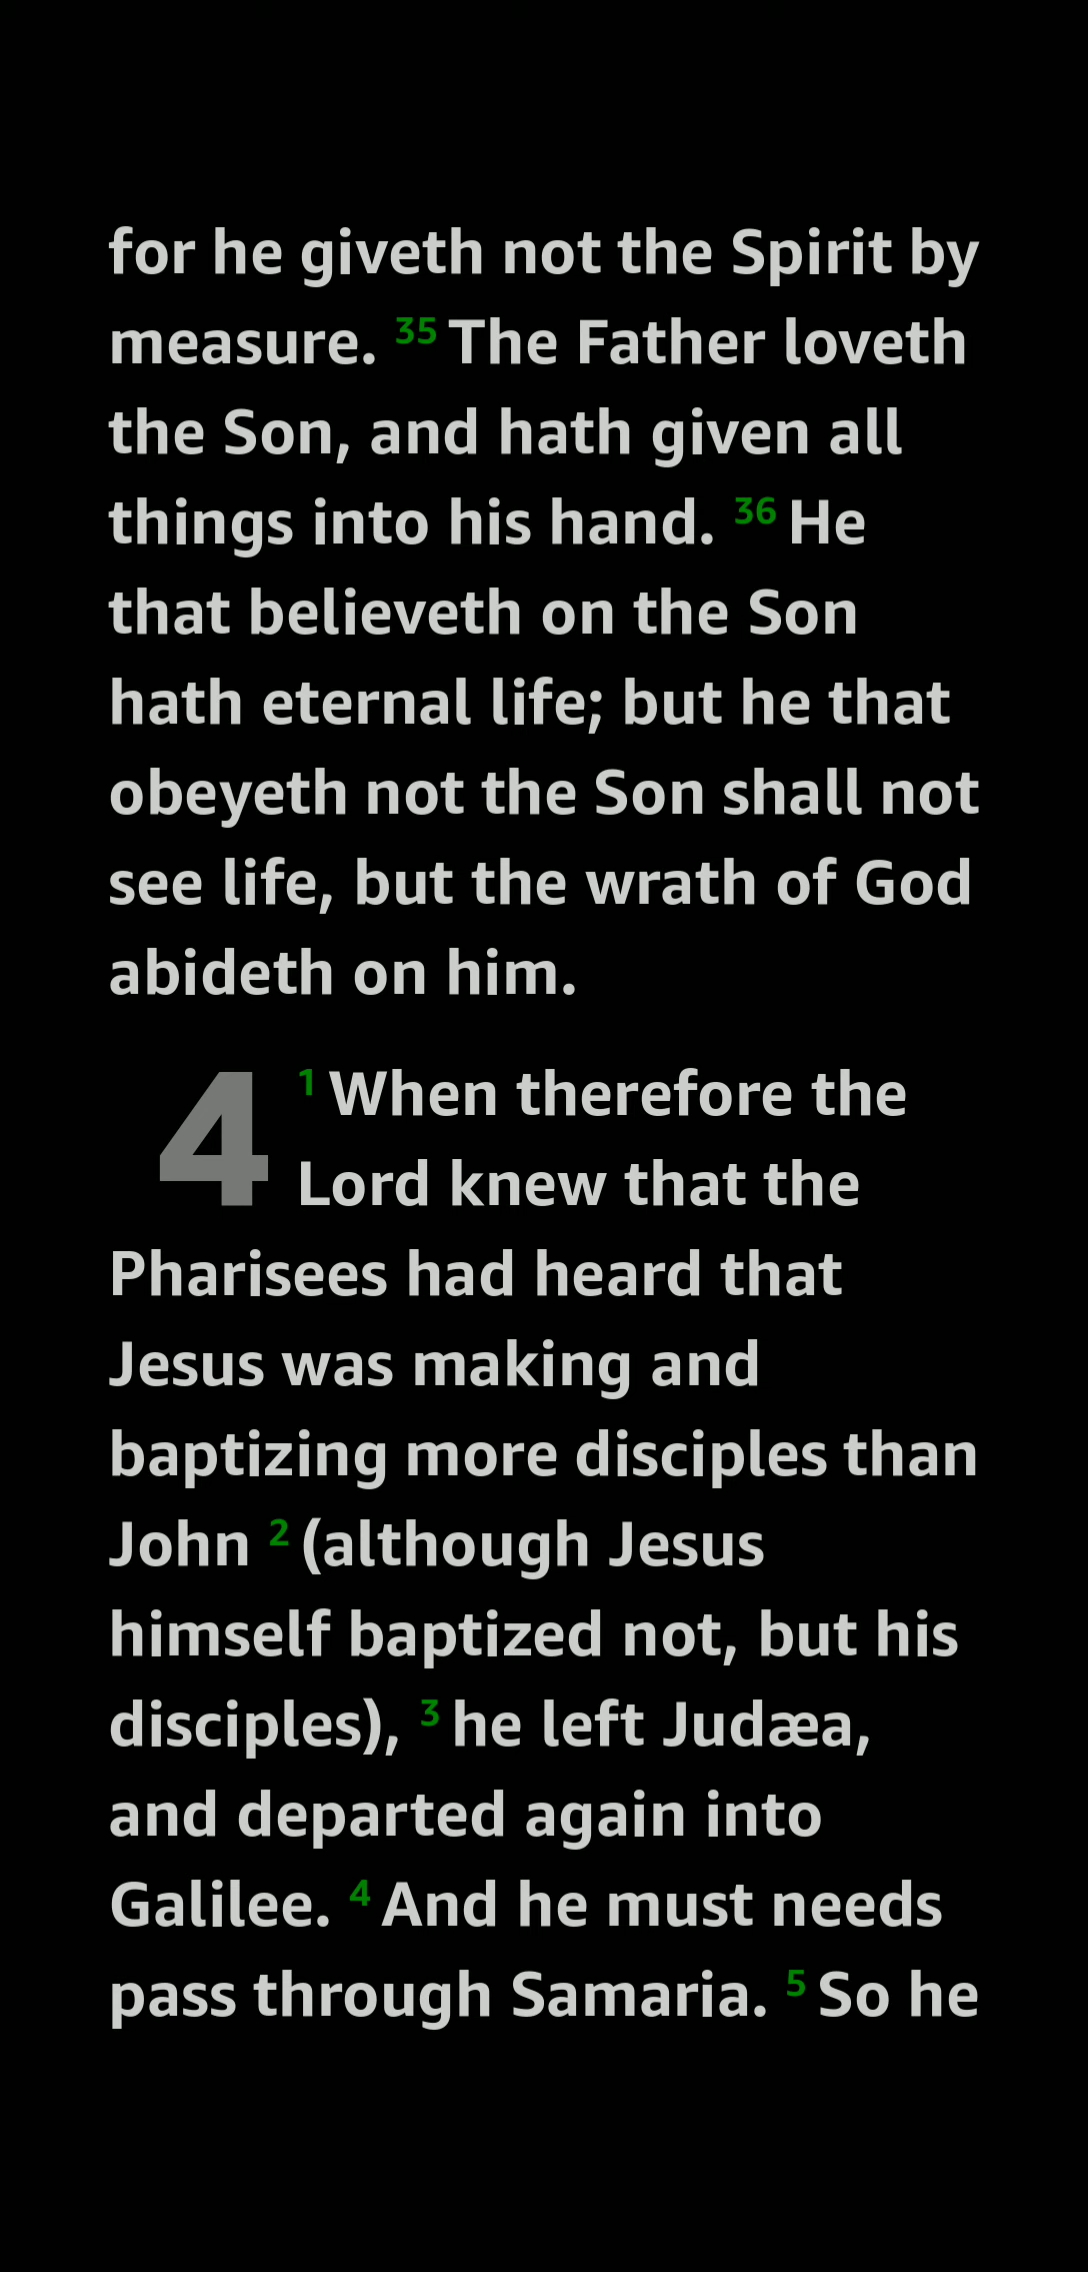 for he giveth not the Spirit by
measure. 35 The Father loveth
the Son, and hath given all
things into his hand. 36 He
that believeth on the Son
hath eternal life; but he that
obeyeth not the Son shall not
see life, but the wrath of God
abideth on him.
4 1 When therefore the
Lord knew that the
Pharisees had heard that
Jesus was making and
baptizing more disciples than
John 2 (although Jesus
himself baptized not, but his
disciples), 3 he left Judæa,
and departed again into
Galilee. 4 And he must needs
pass through Samaria. 5 So he